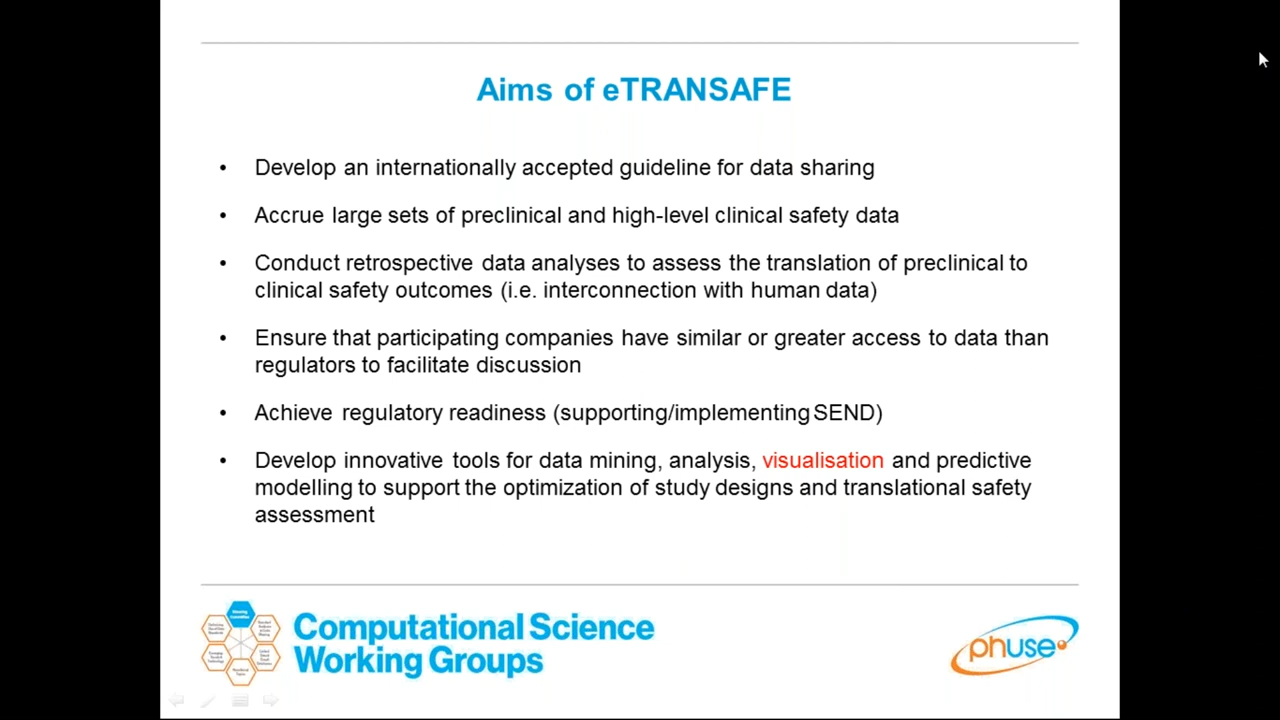 Aims of eTRANSAFE
• Develop an internationally accepted guideline for data sharing
• Accrue large sets of preclinical and high-level clinical safety data
• Conduct retrospective data analyses to assess the translation of preclinical to
clinical safety outcomes (i.e. interconnection with human data)
• Ensure that participating companies have similar or greater access to data than
regulators to facilitate discussion
• Achieve regulatory readiness (supporting/implementing SEND)
• Develop innovative tools for data mining, analysis, visualisation and predictive
modelling to support the optimization of study designs and translational safety
assessment
Computational Science
Working Groups
phuse